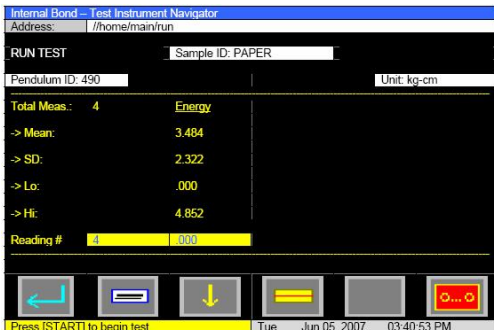 Internal Bond – Test Instrument Navigator
Address: //home/main/run
RUN TEST Sample ID: PAPER
Pendulum ID: 490 Unit: kg-cm
Total Meas.: 4 Energy
-> Mean: 3.484
-> SD: 2.322
-> Lo: .000
-> Hi: 4.852
Reading # 4 .000
o...o
Press [START] to begin test Tue Jun 05, 2007 03:40:53 PM